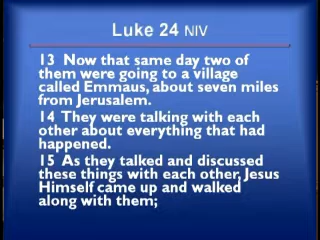 Luke 24 NIV
13 Now that same day two of
them were going to a village
called Emmaus, about seven miles
from Jerusalem.
14 They were talking with each
other about everything that had
happened.
15 As they talked and discussed
these things with each other, Jesus
Himself came up and walked
along with them;